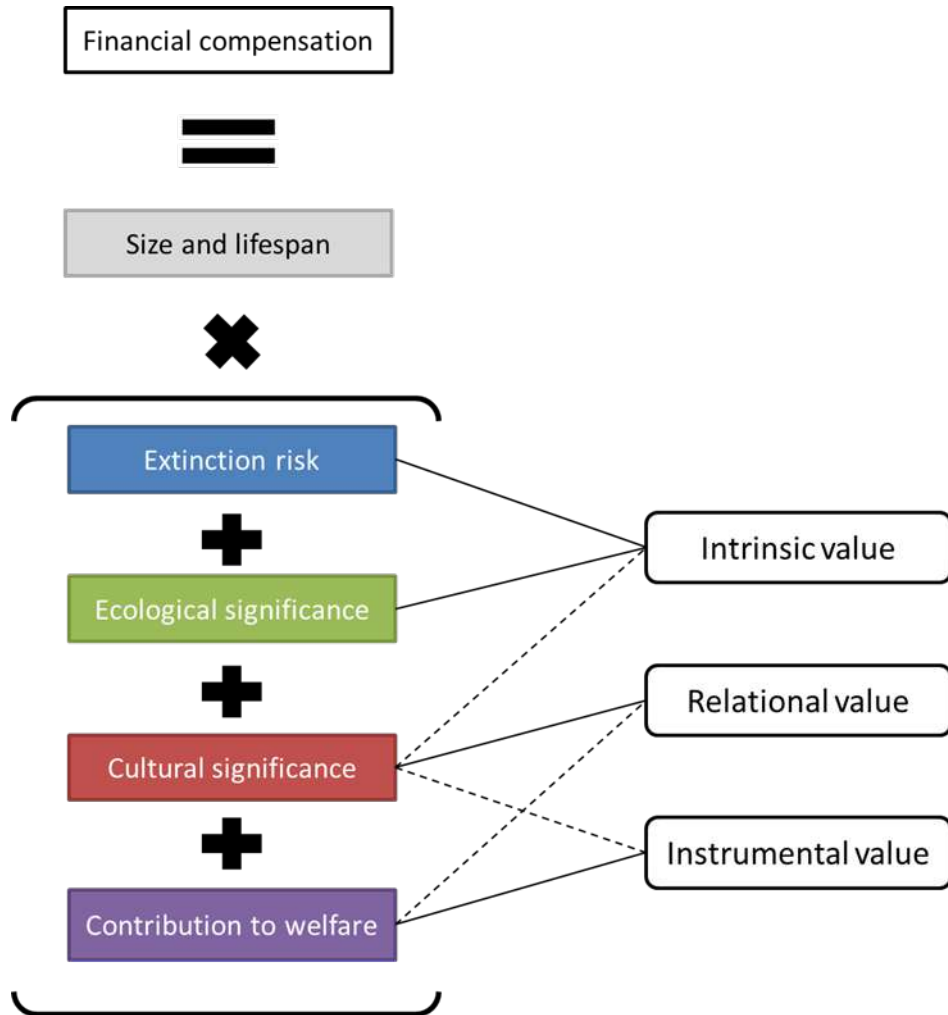 Financial compensation
=
Size and lifespan
×
Extinction risk
+
Ecological significance
+
Cultural significance
+
Contribution to welfare
Intrinsic value
Relational value
Instrumental value